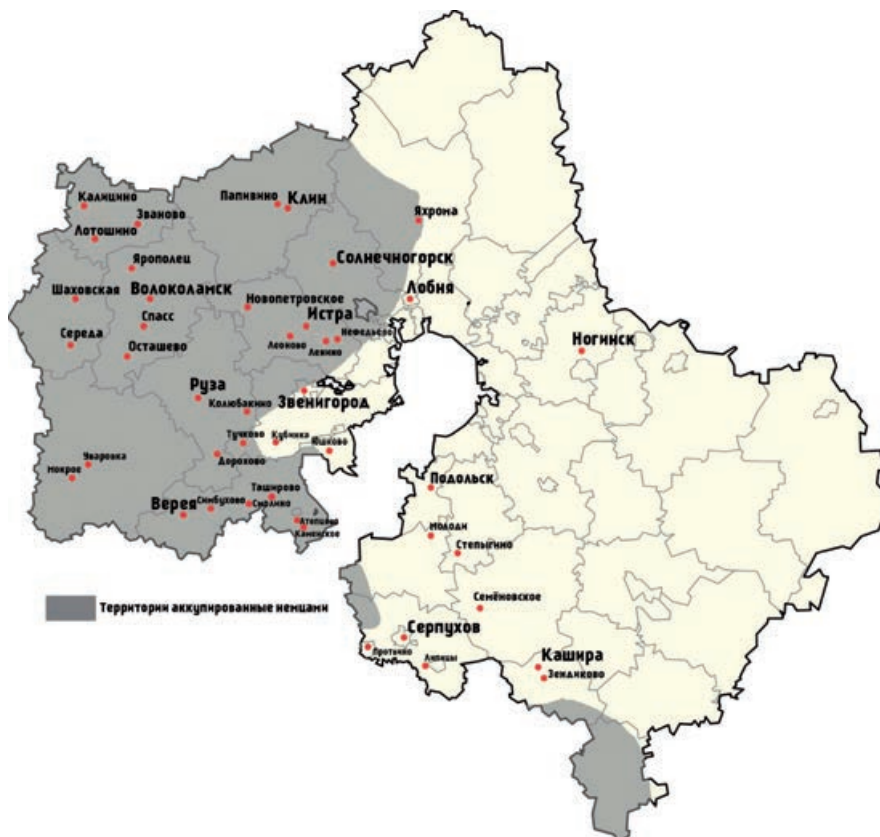 Калицино
Званово
Лотошино
Ярополец
Шаховская
Волоколамск
Спасс
Середа
Осташево
Папивино
Клин
Солнечногорск
Новопетровское
Истра
Нефедьево
Леоново
Левино
Яхрома
Лобня
Ногинск
Руза
Колюбакино
Звенигород
Тучково
Кубинка
Юшково
Дорохово
Уваровка
Мокрое
Таширово
Верея
Симбухово
Смолино
Атепцево
Каменское
Подольск
Молоди
Степыгино
Территории аккупированные немцами
Семёновское
Серпухов
Протвино
Липицы
Кашира
Зендиково